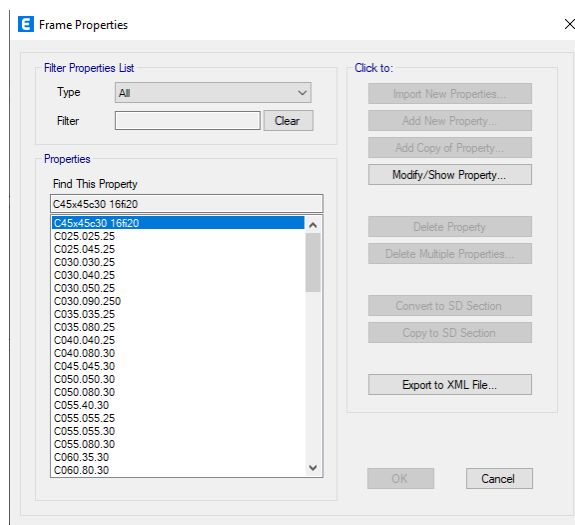 E Frame Properties
Filter Properties List
Type
All
Filter
Clear
Properties
Find This Property
C45x45c30 16fi20
C45x45c30 16fi20
C025.025.25
C025.045.25
C030.030.25
C030.040.25
C030.050.25
C030.090.250
C035.035.25
C035.080.25
C040.040.25
C040.080.30
C045.045.30
C050.050.30
C050.080.30
C055.40.30
C055.055.25
C055.055.30
C055.080.30
C060.35.30
C060.80.30
Click to:
Import New Properties...
Add New Property...
Add Copy of Property...
Modify/Show Property...
Delete Property
Delete Multiple Properties...
Convert to SD Section
Copy to SD Section
Export to XML File...
OK
Cancel